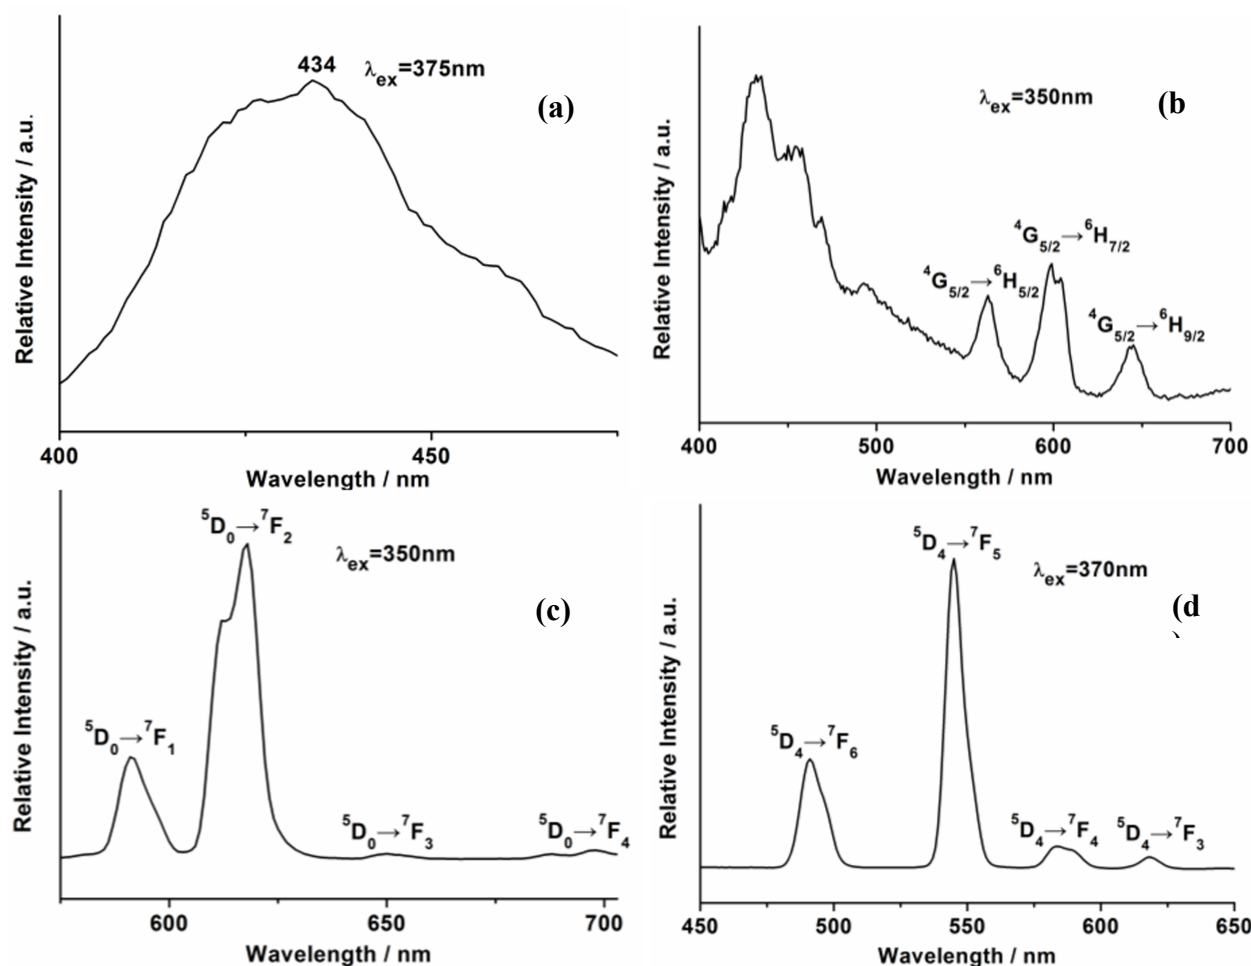 434
λex=375nm
(a)
Relative Intensity / a.u.
400
450
Wavelength / nm
λex=350nm
(b
⁴G₅/₂→⁶H₇/₂
⁴G₅/₂→⁶H₅/₂
⁴G₅/₂→⁶H₉/₂
Relative Intensity / a.u.
400
500
600
700
Wavelength / nm
⁵D₀→⁷F₂
λex=350nm
(c)
⁵D₀→⁷F₁
⁵D₀→⁷F₃
⁵D₀→⁷F₄
Relative Intensity / a.u.
600
650
700
Wavelength / nm
⁵D₄→⁷F₅
λex=370nm
(d
⁵D₄→⁷F₆
⁵D₄→⁷F₄
⁵D₄→⁷F₃
Relative Intensity / a.u.
450
500
550
600
650
Wavelength / nm